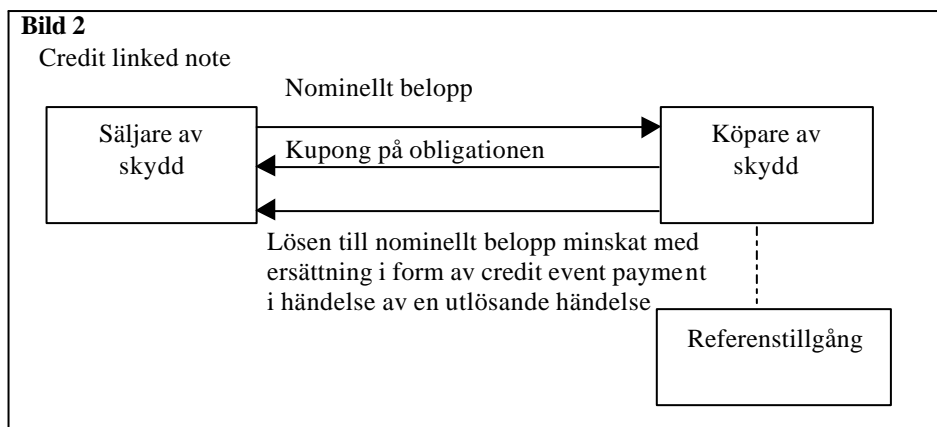 Bild 2
Credit linked note
Nominellt belopp
Säljare av
skydd
Köpare av
skydd
Kupong på obligationen
Lösen till nominellt belopp minskat med
ersättning i form av credit event payment
i händelse av en utlösande händelse
Referenstillgång